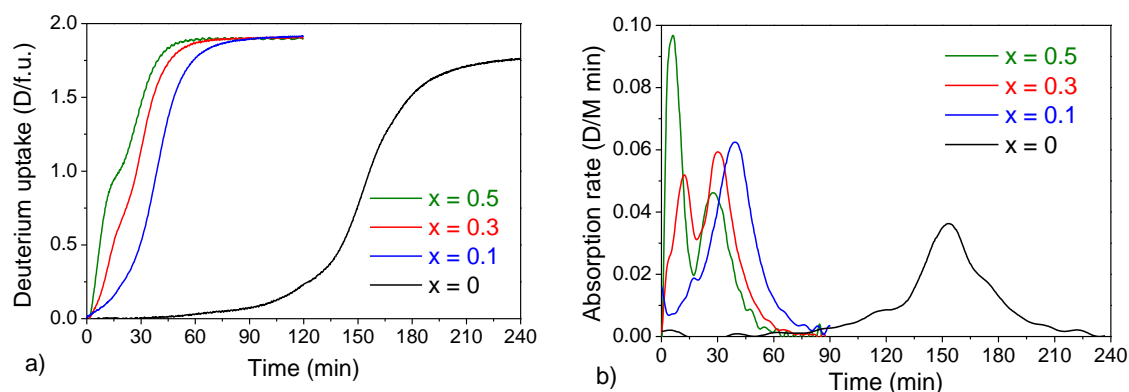 2.0
1.5
1.0
0.5
0.0
Deuterium uptake (D/f.u.)
x = 0.5
x = 0.3
x = 0.1
x = 0
0 30 60 90 120 150 180 210 240
Time (min)
a)
0.10
0.08
0.06
0.04
0.02
0.00
Absorption rate (D/M min)
x = 0.5
x = 0.3
x = 0.1
x = 0
0 30 60 90 120 150 180 210 240
Time (min)
b)